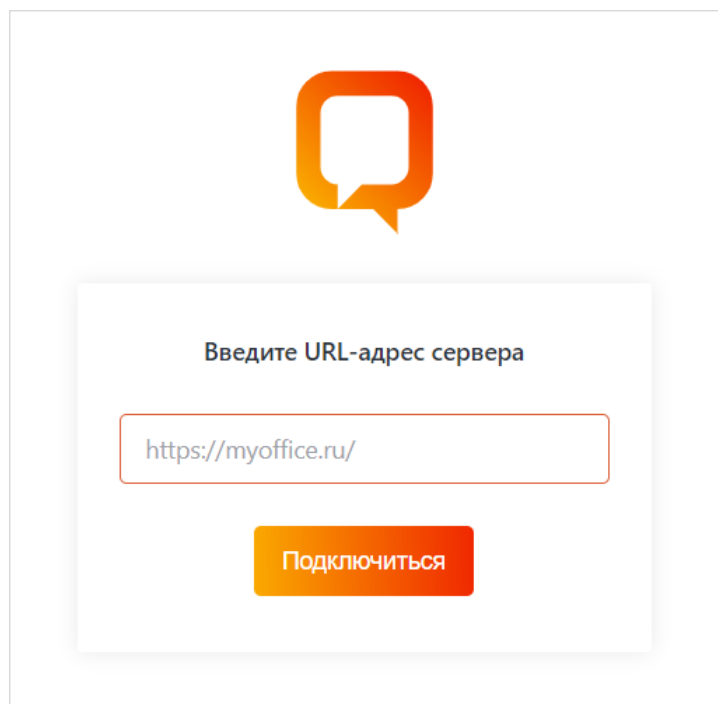 Введите URL-адрес сервера
https://myoffice.ru/
Подключиться